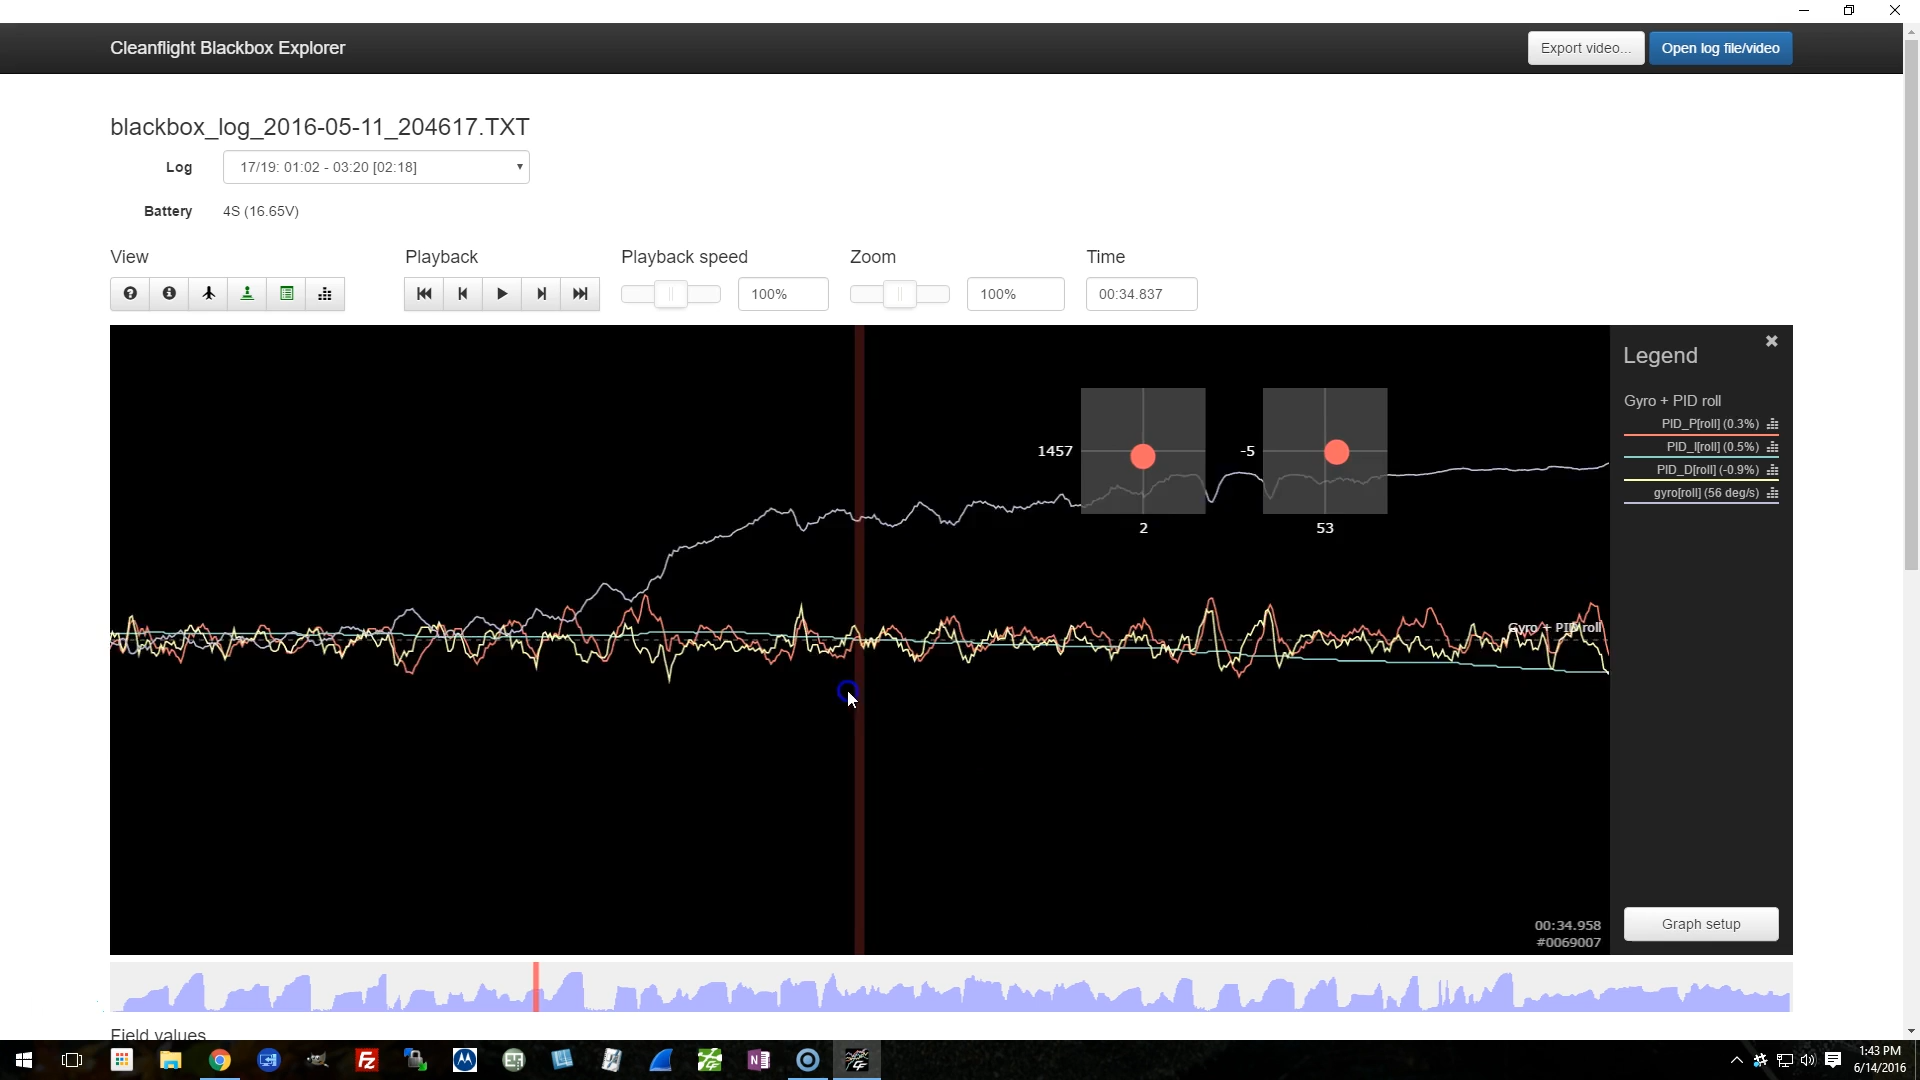 Cleanflight Blackbox Explorer
Export video...
Open log file/video
blackbox_log_2016-05-11_204617.TXT
Log
17/19: 01:02 - 03:20 [02:18]
Battery
4S (16.65V)
View
Playback
Playback speed
Zoom
Time
100%
100%
00:34.837
Legend
Gyro + PID roll
PID_P[roll] (0.3%)
PID_I[roll] (0.5%)
PID_D[roll] (-0.9%)
gyro[roll] (56 deg/s)
1457
-5
2
53
Gyro + PID roll
Graph setup
00:34.958
#0069007
Field values
1:43 PM
6/14/2016